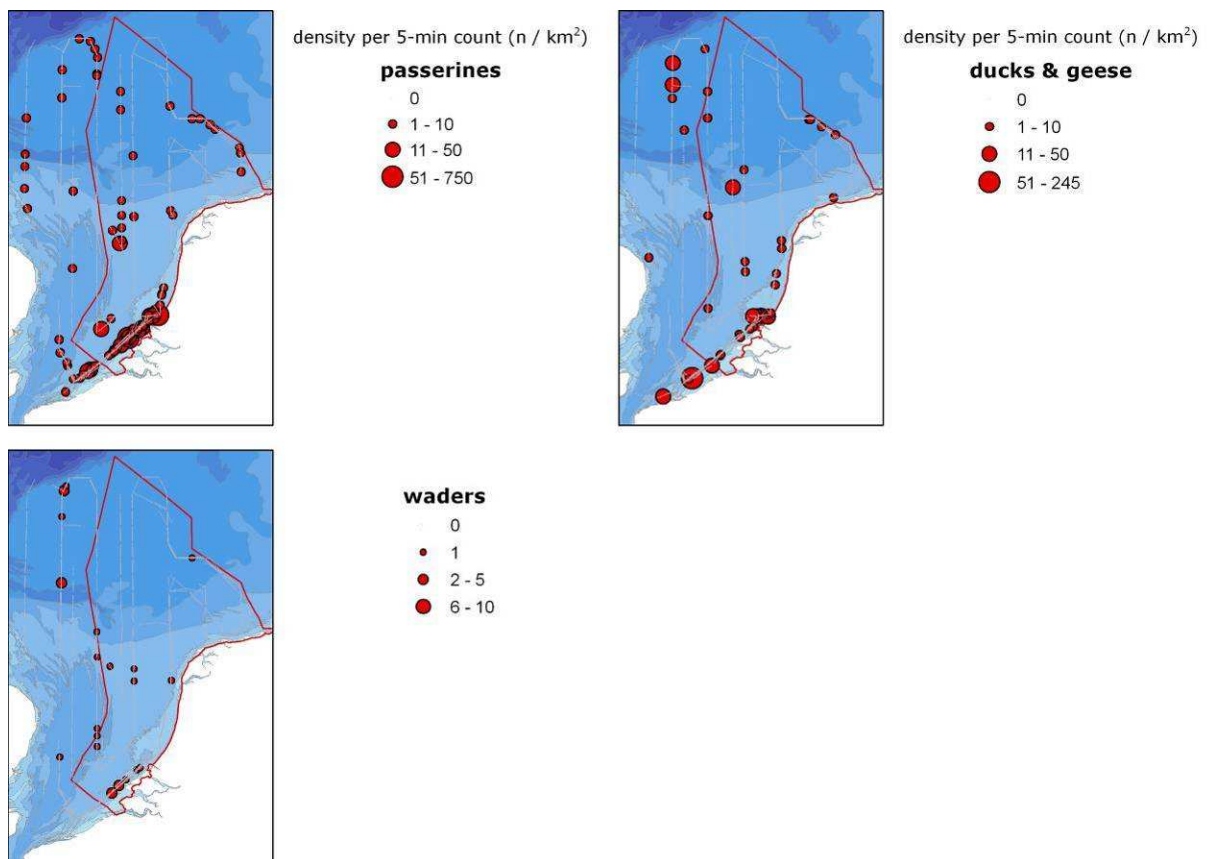 density per 5-min count (n / km²)
passerines
0
1 - 10
11 - 50
51 - 750
density per 5-min count (n / km²)
ducks & geese
0
1 - 10
11 - 50
51 - 245
waders
0
1
2 - 5
6 - 10